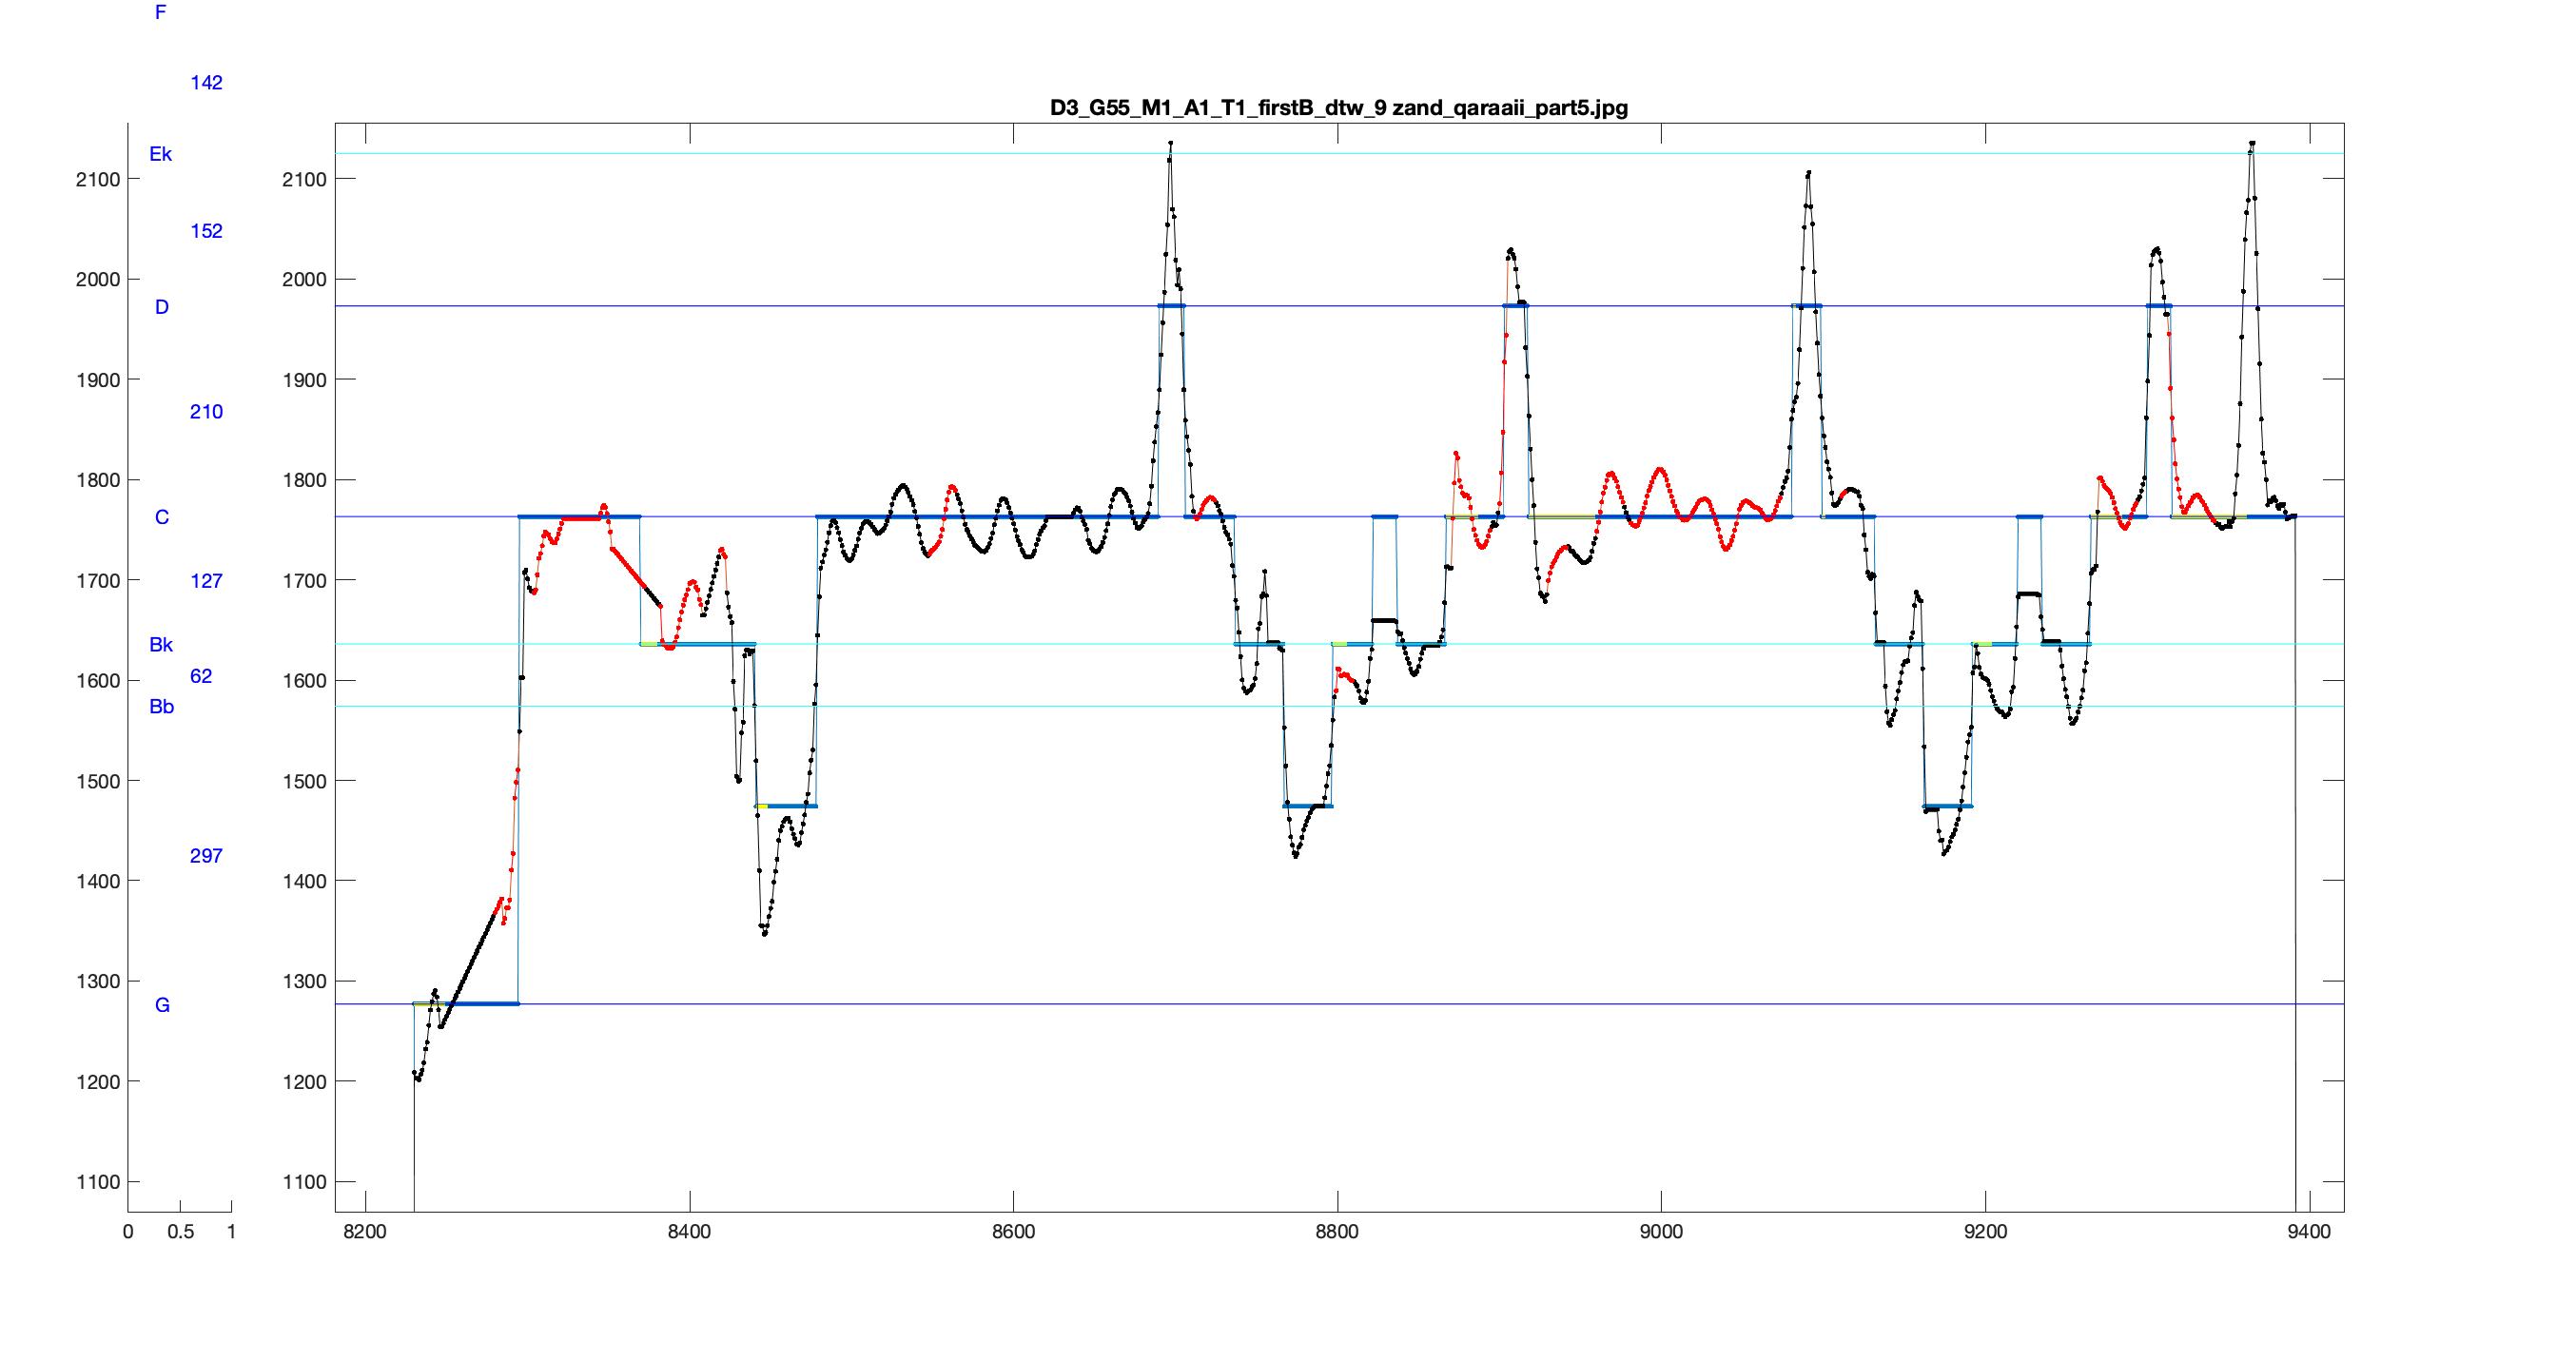 F
142
D3_G55_M1_A1_T1_firstB_dtw_9 zand_qaraaii_part5.jpg
Ek
2100 2100
152
2000 2000
D
1900 1900
210
1800 1800
C
1700 127 1700
Bk
1600 62 1600
Bb
1500 1500
297
1400 1400
1300 1300
G
1200 1200
1100 1100
0 0.5 1 8200 8400 8600 8800 9000 9200 9400